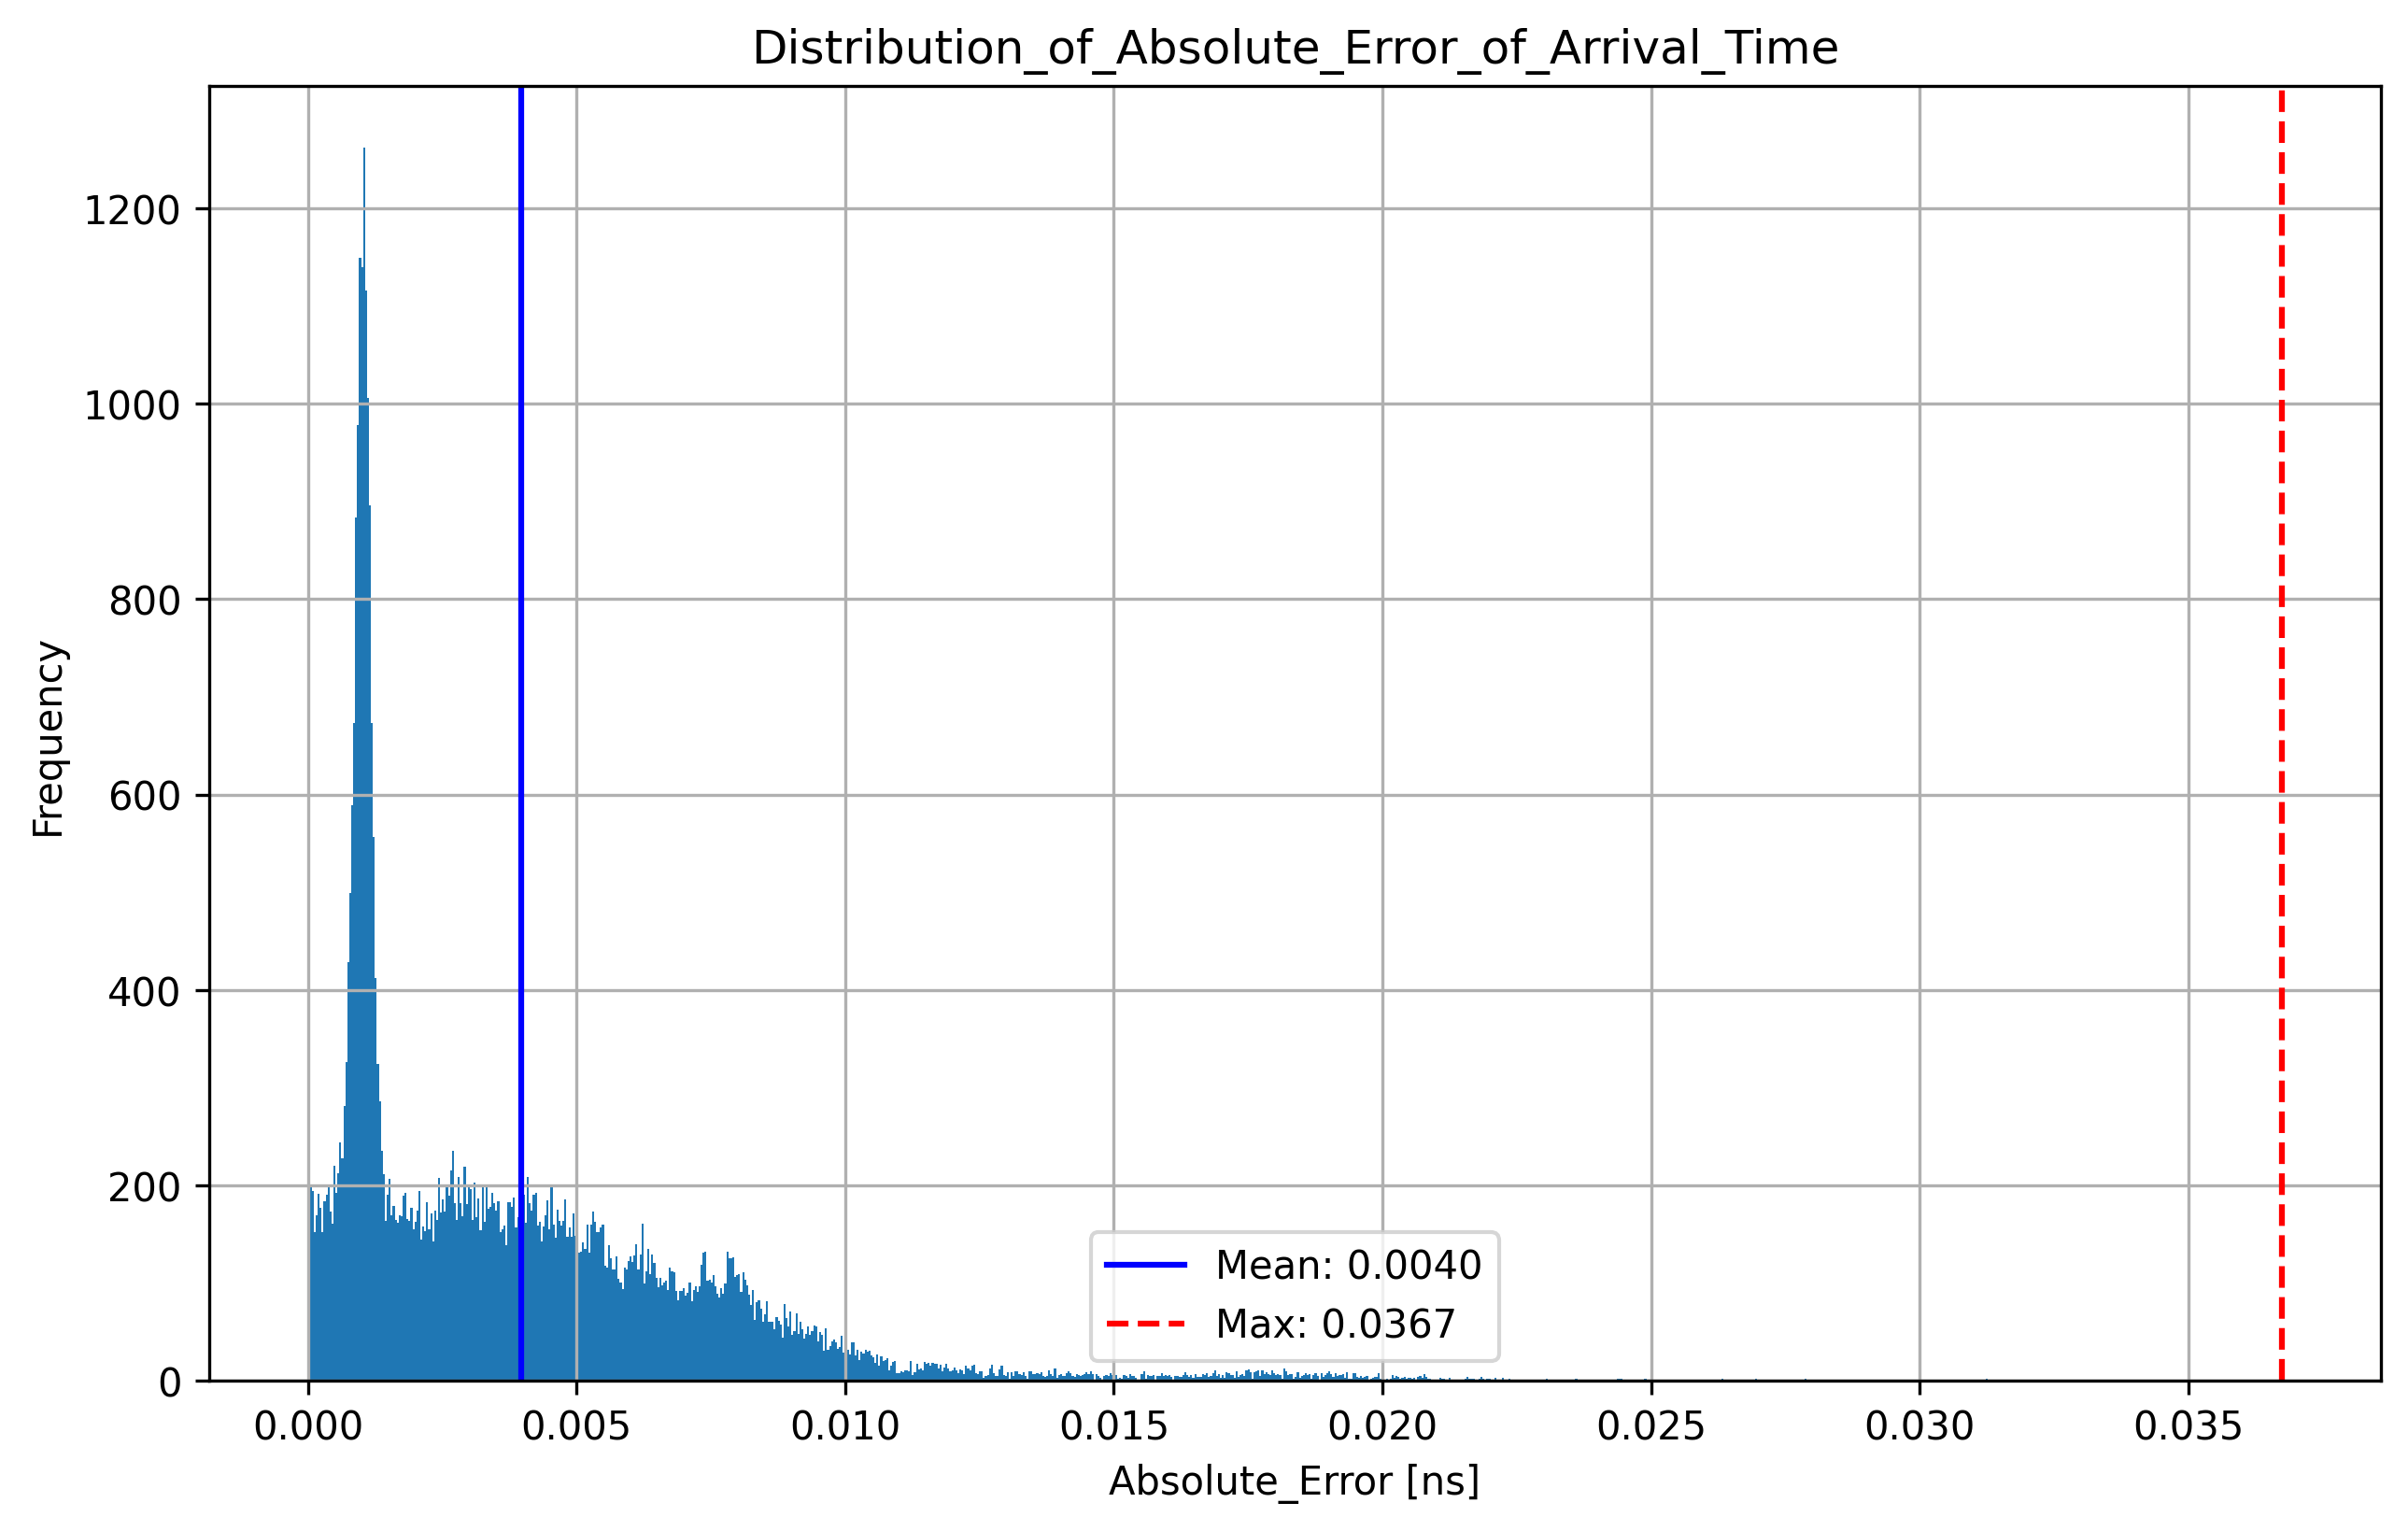 Distribution_of_Absolute_Error_of_Arrival_Time
1200
1000
800
600
400
200
0
Frequency
Mean: 0.0040
Max: 0.0367
0.000 0.005 0.010 0.015 0.020 0.025 0.030 0.035
Absolute_Error [ns]